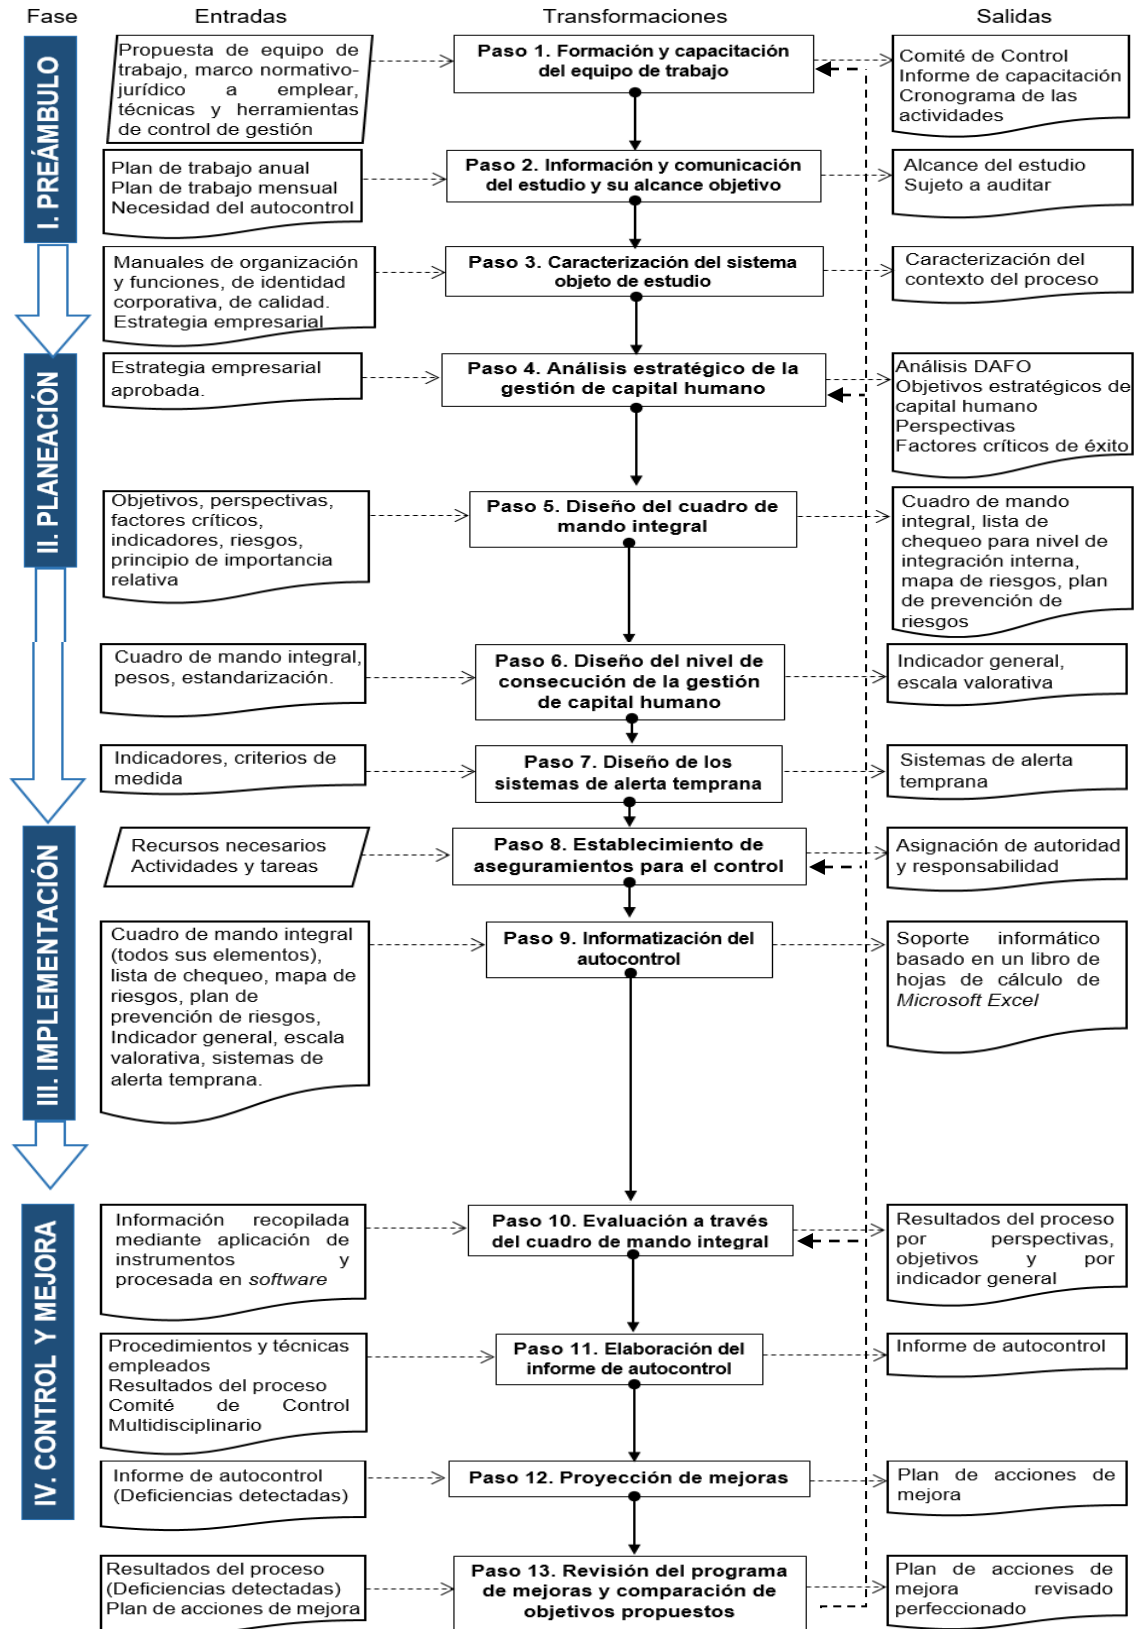 Fase
Entradas
Transformaciones
Salidas
I. PREÁMBULO
Propuesta de equipo de
trabajo, marco normativo-
jurídico a emplear,
técnicas y herramientas
de control de gestión
Paso 1. Formación y capacitación
del equipo de trabajo
Comité de Control
Informe de capacitación
Cronograma de las
actividades
Plan de trabajo anual
Plan de trabajo mensual
Necesidad del autocontrol
Paso 2. Información y comunicación
del estudio y su alcance objetivo
Alcance del estudio
Sujeto a auditar
Manuales de organización
y funciones, de identidad
corporativa, de calidad.
Estrategia empresarial
Paso 3. Caracterización del sistema
objeto de estudio
Caracterización del
contexto del proceso
II. PLANEACIÓN
Estrategia empresarial
aprobada.
Paso 4. Análisis estratégico de la
gestión de capital humano
Análisis DAFO
Objetivos estratégicos de
capital humano
Perspectivas
Factores críticos de éxito
Objetivos, perspectivas,
factores críticos,
indicadores, riesgos,
principio de importancia
relativa
Paso 5. Diseño del cuadro de
mando integral
Cuadro de mando
integral, lista de
chequeo para nivel de
integración interna,
mapa de riesgos, plan
de prevención de
riesgos
Cuadro de mando integral,
pesos, estandarización.
Paso 6. Diseño del nivel de
consecución de la gestión
de capital humano
Indicador general,
escala valorativa
Indicadores, criterios de
medida
Paso 7. Diseño de los
sistemas de alerta temprana
Sistemas de alerta
temprana
III. IMPLEMENTACIÓN
Recursos necesarios
Actividades y tareas
Paso 8. Establecimiento de
aseguramientos para el control
Asignación de autoridad
y responsabilidad
Cuadro de mando integral
(todos sus elementos),
lista de chequeo, mapa de
riesgos, plan de
prevención de riesgos,
Indicador general, escala
valorativa, sistemas de
alerta temprana.
Paso 9. Informatización del
autocontrol
Soporte informático
basado en un libro de
hojas de cálculo de
Microsoft Excel
IV. CONTROL Y MEJORA
Información recopilada
mediante aplicación de
instrumentos y
procesada en software
Paso 10. Evaluación a través
del cuadro de mando integral
Resultados del proceso
por perspectivas,
objetivos y por
indicador general
Procedimientos y técnicas
empleados
Resultados del proceso
Comité de Control
Multidisciplinario
Paso 11. Elaboración del
informe de autocontrol
Informe de autocontrol
Informe de autocontrol
(Deficiencias detectadas)
Paso 12. Proyección de mejoras
Plan de acciones de
mejora
Resultados del proceso
(Deficiencias detectadas)
Plan de acciones de mejora
Paso 13. Revisión del programa
de mejoras y comparación de
objetivos propuestos
Plan de acciones de
mejora revisado
perfeccionado